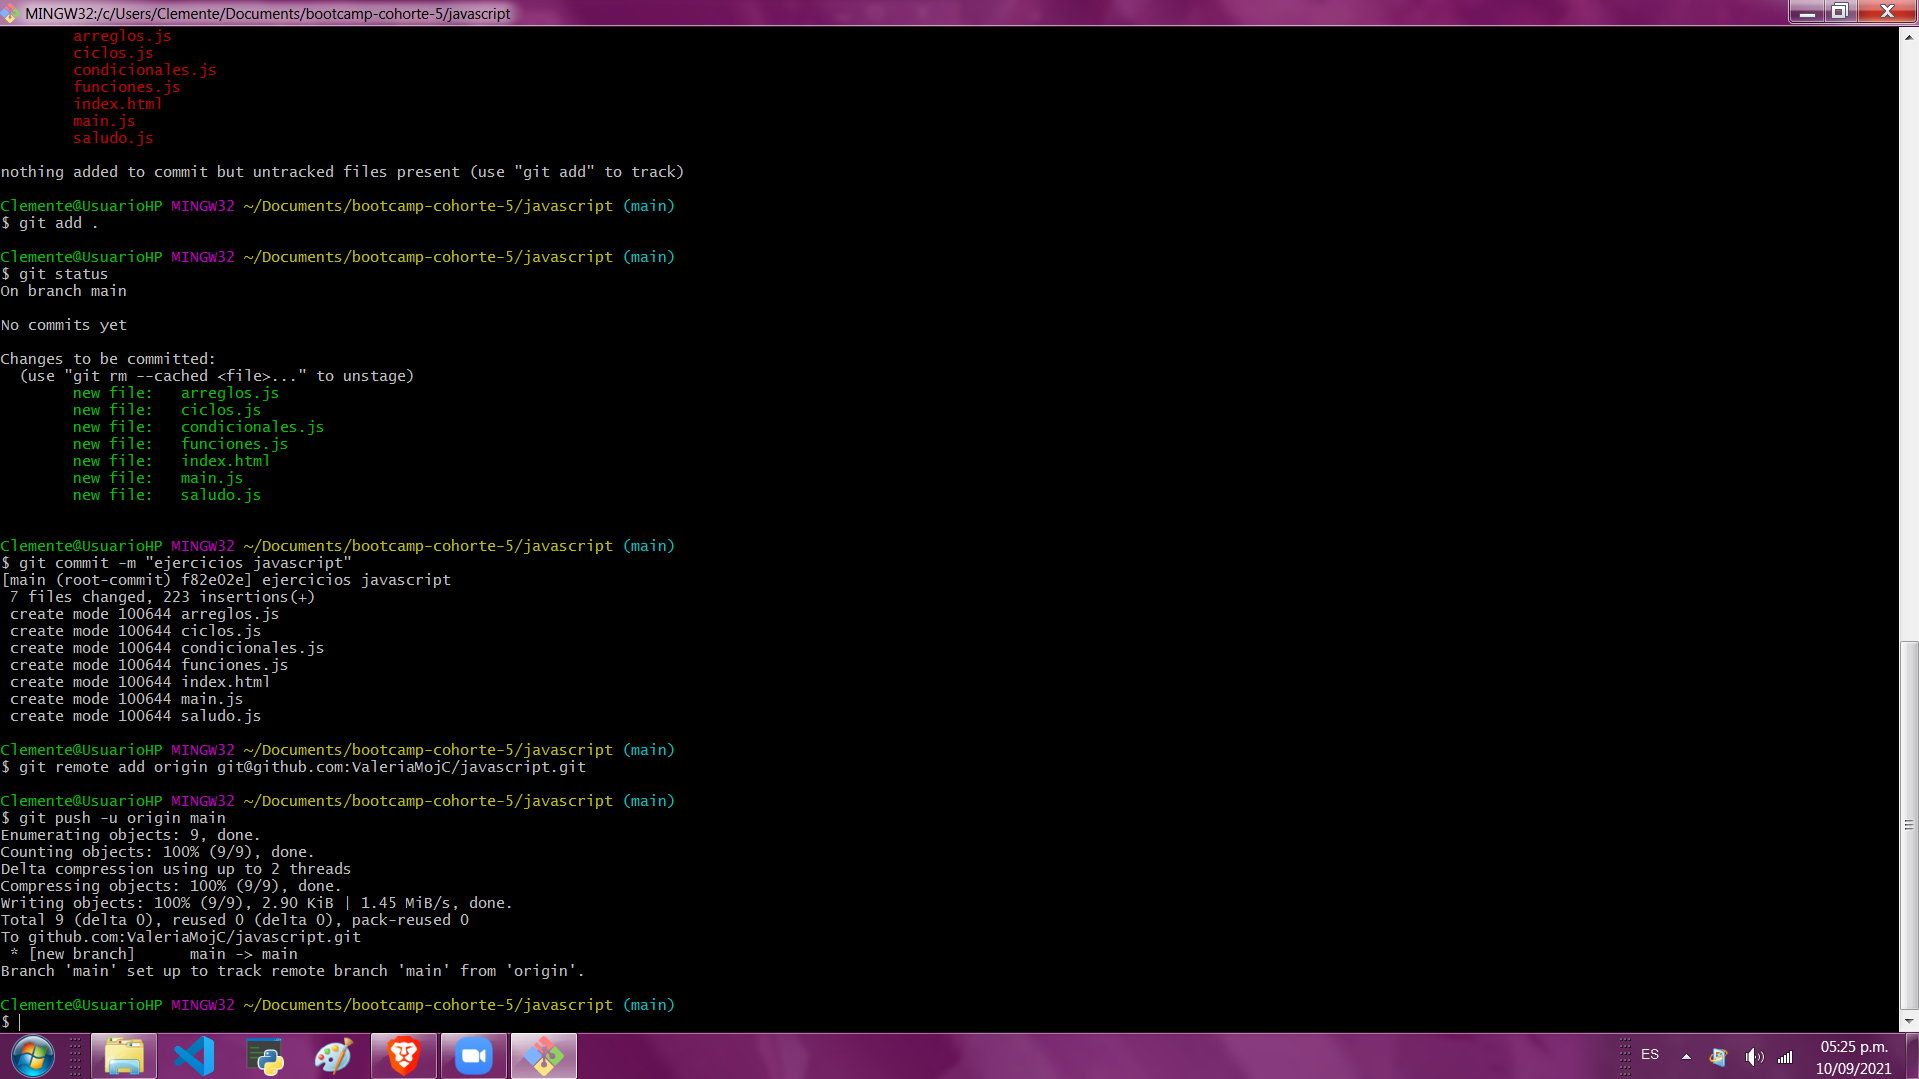 MINGW32:/c/Users/Clemente/Documents/bootcamp-cohorte-5/javascript
        arreglos.js
        ciclos.js
        condicionales.js
        funciones.js
        index.html
        main.js
        saludo.js
nothing added to commit but untracked files present (use "git add" to track)
Clemente@UsuarioHP MINGW32 ~/Documents/bootcamp-cohorte-5/javascript (main)
$ git add .
Clemente@UsuarioHP MINGW32 ~/Documents/bootcamp-cohorte-5/javascript (main)
$ git status
On branch main
No commits yet
Changes to be committed:
  (use "git rm --cached <file>..." to unstage)
        new file:   arreglos.js
        new file:   ciclos.js
        new file:   condicionales.js
        new file:   funciones.js
        new file:   index.html
        new file:   main.js
        new file:   saludo.js
Clemente@UsuarioHP MINGW32 ~/Documents/bootcamp-cohorte-5/javascript (main)
$ git commit -m "ejercicios javascript"
[main (root-commit) f82e02e] ejercicios javascript
 7 files changed, 223 insertions(+)
 create mode 100644 arreglos.js
 create mode 100644 ciclos.js
 create mode 100644 condicionales.js
 create mode 100644 funciones.js
 create mode 100644 index.html
 create mode 100644 main.js
 create mode 100644 saludo.js
Clemente@UsuarioHP MINGW32 ~/Documents/bootcamp-cohorte-5/javascript (main)
$ git remote add origin git@github.com:ValeriaMojC/javascript.git
Clemente@UsuarioHP MINGW32 ~/Documents/bootcamp-cohorte-5/javascript (main)
$ git push -u origin main
Enumerating objects: 9, done.
Counting objects: 100% (9/9), done.
Delta compression using up to 2 threads
Compressing objects: 100% (9/9), done.
Writing objects: 100% (9/9), 2.90 KiB | 1.45 MiB/s, done.
Total 9 (delta 0), reused 0 (delta 0), pack-reused 0
To github.com:ValeriaMojC/javascript.git
 * [new branch]      main -> main
Branch 'main' set up to track remote branch 'main' from 'origin'.
Clemente@UsuarioHP MINGW32 ~/Documents/bootcamp-cohorte-5/javascript (main)
$
ES
05:25 p.m.
10/09/2021